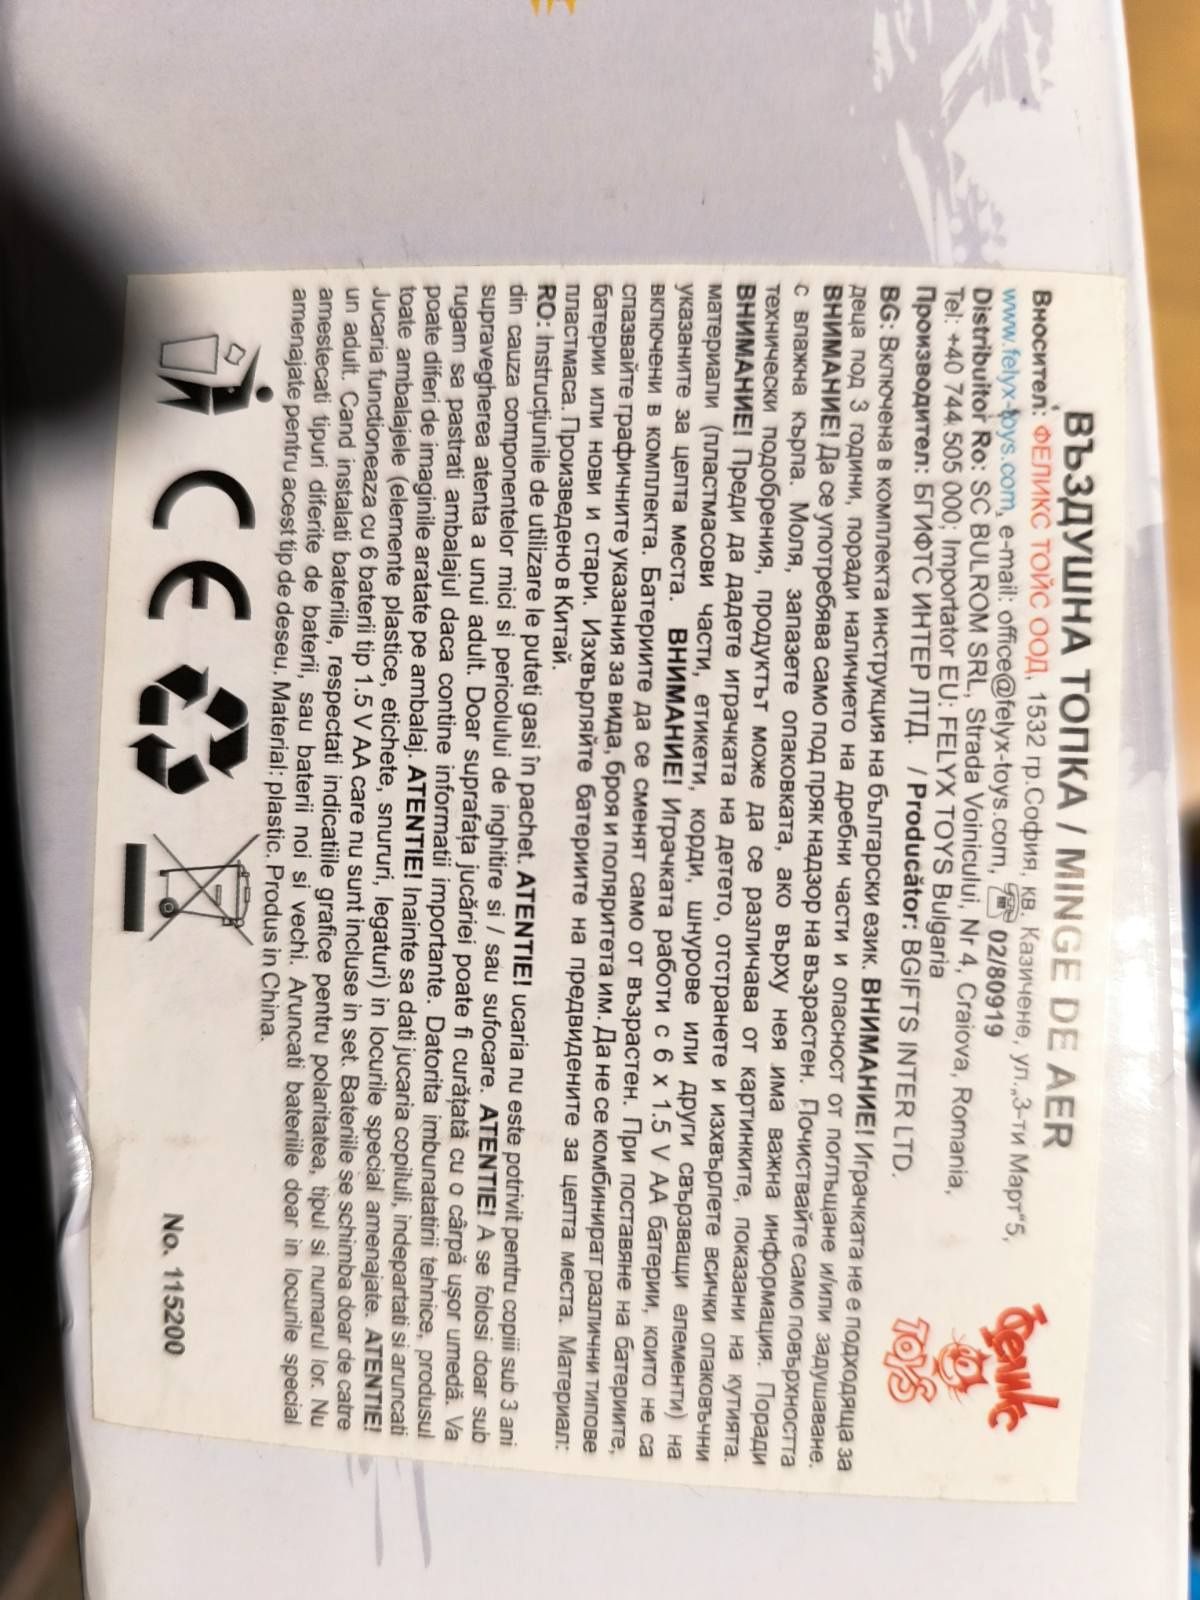 ВЪЗДУШНА ТОПКА / MINGE DE AER
Вносител: ФЕЛИКС ТОЙС ООД, 1532 гр.София, кв. Казичене, ул.„3-ти Март“5,
www.felyx-toys.com, e-mail: office@felyx-toys.com, 02/80919
Distribuitor Ro: SC BULROM SRL, Strada Voinicului, Nr 4, Craiova, Romania,
Tel: +40 744 505 000; Importator EU: FELYX TOYS Bulgaria
Производител: БГИФТС ИНТЕР ЛТД. / Producător: BGIFTS INTER LTD.
Феликс
TOYS
BG: Включена в комплекта инструкция на български език. ВНИМАНИЕ! Играчката не е подходяща за
деца под 3 години, поради наличието на дребни части и опасност от поглъщане и/или задушаване.
ВНИМАНИЕ! Да се употребява само под пряк надзор на възрастен. Почиствайте само повърхността
с влажна кърпа. Моля, запазете опаковката, ако върху нея има важна информация. Поради
технически подобрения, продуктът може да се различава от картинките, показани на кутията.
ВНИМАНИЕ! Преди да дадете играчката на детето, отстранете и изхвърлете всички опаковъчни
материали (пластмасови части, етикети, корди, шнурове или други свързващи елементи) на
указаните за целта места. ВНИМАНИЕ! Играчката работи с 6 x 1.5 V AA батерии, които не са
включени в комплекта. Батериите да се сменят само от възрастен. При поставяне на батериите,
спазвайте графичните указания за вида, броя и поляритета им. Да не се комбинират различни типове
батерии или нови и стари. Изхвърляйте батериите на предвидените за целта места. Материал:
пластмаса. Произведено в Китай.
RO: Instrucțiunile de utilizare le puteti gasi în pachet. ATENTIE! ucaria nu este potrivit pentru copiii sub 3 ani
din cauza componentelor mici si pericolului de inghitire si / sau sufocare. ATENTIE! A se folosi doar sub
supravegherea atenta a unui adult. Doar suprafața jucăriei poate fi curățată cu o cârpă ușor umedă. Va
rugam sa pastrati ambalajul daca contine informatii importante. Datorita imbunatatirii tehnice, produsul
poate diferi de imaginile aratate pe ambalaj. ATENTIE! Inainte sa dati jucaria copilului, indepartati si aruncati
toate ambalajele (elemente plastice, etichete, snururi, legaturi) in locurile special amenajate. ATENTIE!
Jucaria functioneaza cu 6 baterii tip 1.5 V AA care nu sunt incluse in set. Bateriile se schimba doar de catre
un adult. Cand instalati bateriile, respectati indicatiile grafice pentru polaritatea, tipul si numarul lor. Nu
amestecati tipuri diferite de baterii, sau baterii noi si vechi. Aruncati bateriile doar in locurile special
amenajate pentru acest tip de deseu. Material: plastic. Produs in China.
CE
No. 115200